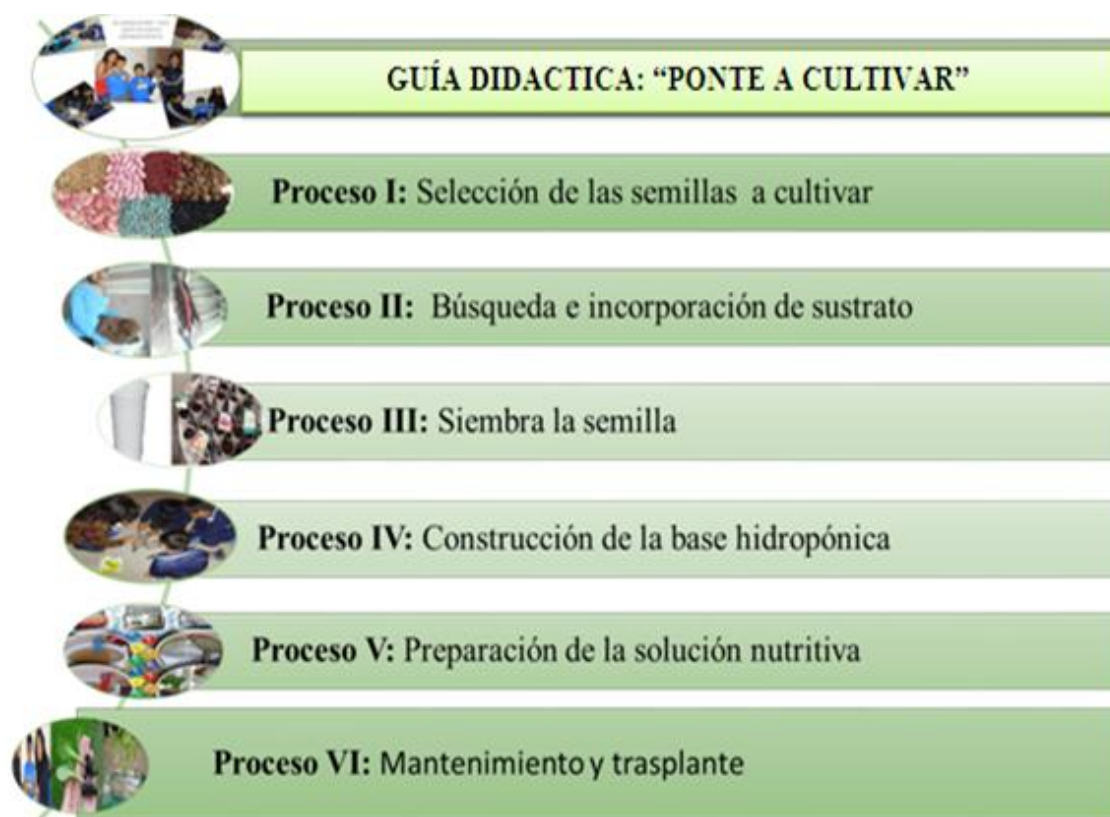 GUÍA DIDACTICA: “PONTE A CULTIVAR”
Proceso I: Selección de las semillas a cultivar
Proceso II: Búsqueda e incorporación de sustrato
Proceso III: Siembra la semilla
Proceso IV: Construcción de la base hidropónica
Proceso V: Preparación de la solución nutritiva
Proceso VI: Mantenimiento y trasplante